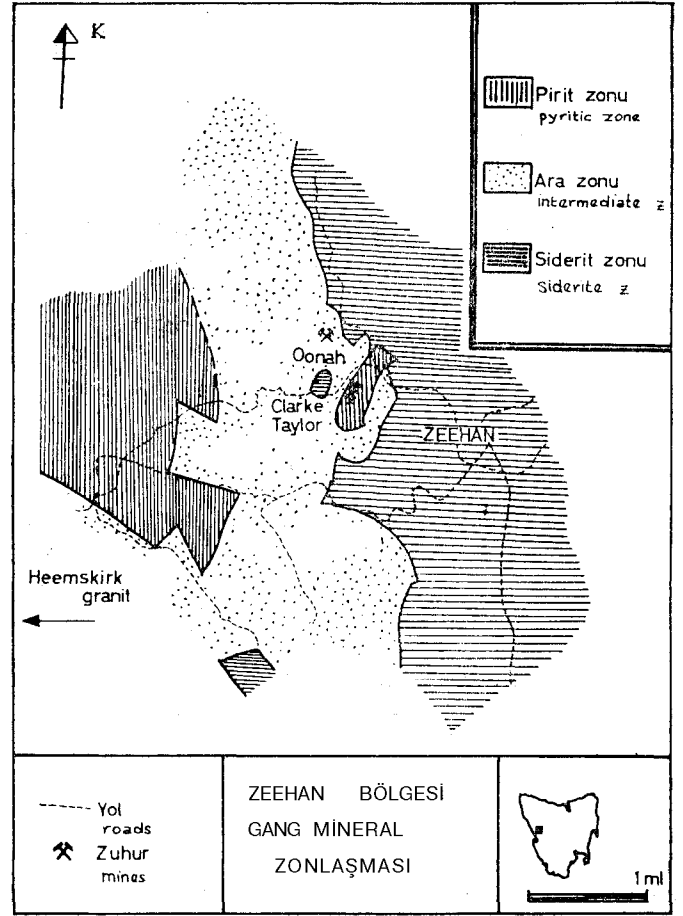 K
Pirit zonu
pyritic zone
Ara zonu
intermediate z
Siderit zonu
Siderite z
Oonah
Clarke
Taylor
ZEEHAN
Heemskirk
granit
Yol
roads
Zuhur
mines
ZEEHAN BÖLGESİ
GANG MİNERAL
ZONLAŞMASI
1 ml